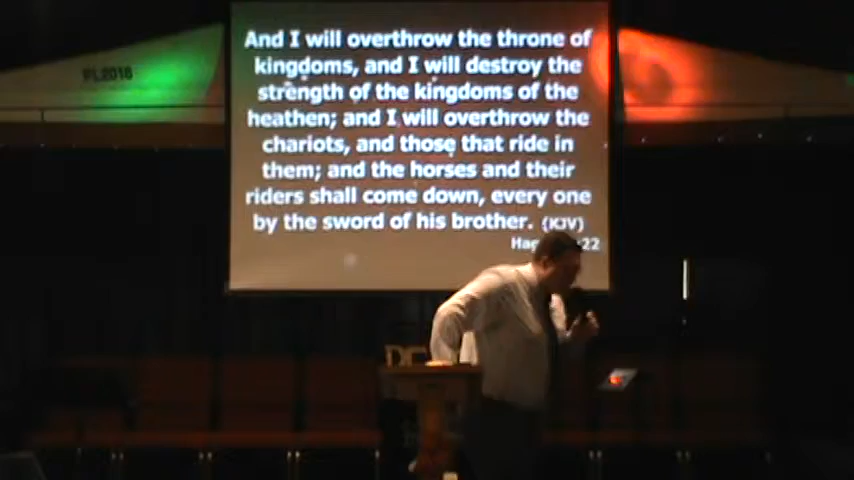 And I will overthrow the throne of
kingdoms, and I will destroy the
strength of the kingdoms of the
heathen; and I will overthrow the
chariots, and those that ride in
them; and the horses and their
riders shall come down, every one
by the sword of his brother. (KJV)
:22
FL2016